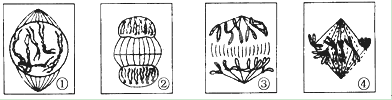 ① ② ③ ④